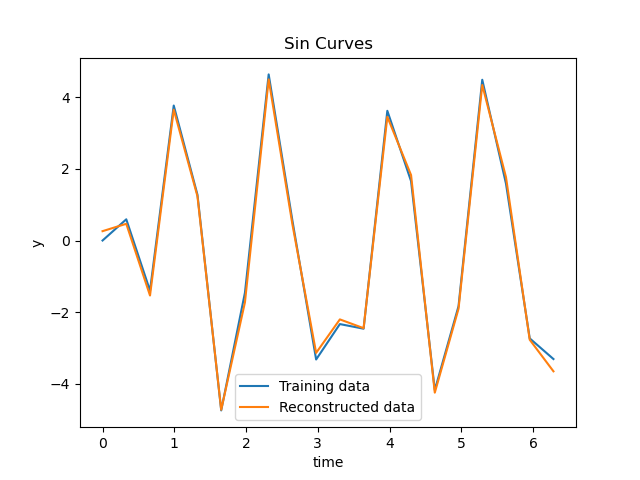 Sin Curves
4
2
0
−2
−4
y
0 1 2 3 4 5 6
time
Training data
Reconstructed data